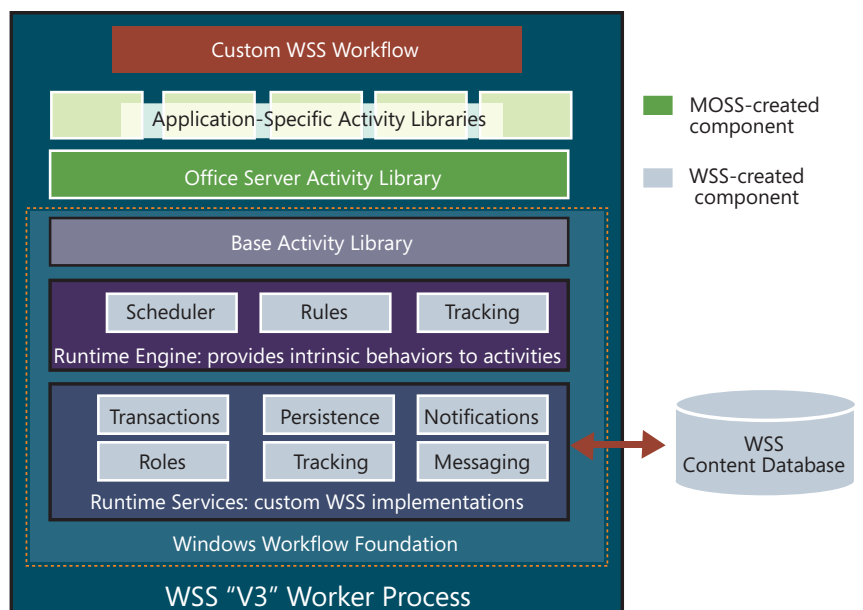 Custom WSS Workflow
Application-Specific Activity Libraries
Office Server Activity Library
Base Activity Library
Scheduler
Rules
Tracking
Runtime Engine: provides intrinsic behaviors to activities
Transactions
Persistence
Notifications
Roles
Tracking
Messaging
Runtime Services: custom WSS implementations
Windows Workflow Foundation
WSS “V3” Worker Process
MOSS-created
component
WSS-created
component
WSS
Content Database